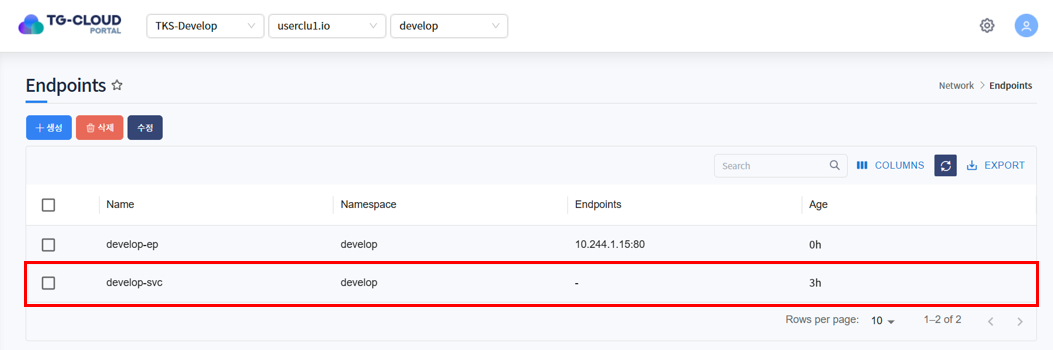 TG-CLOUD
PORTAL
TKS-Develop userclu1.io develop
Endpoints
Network > Endpoints
+ 생성 삭제 수정
Search COLUMNS EXPORT
Name Namespace Endpoints Age
develop-ep develop 10.244.1.15:80 0h
develop-svc develop - 3h
Rows per page: 10 1–2 of 2